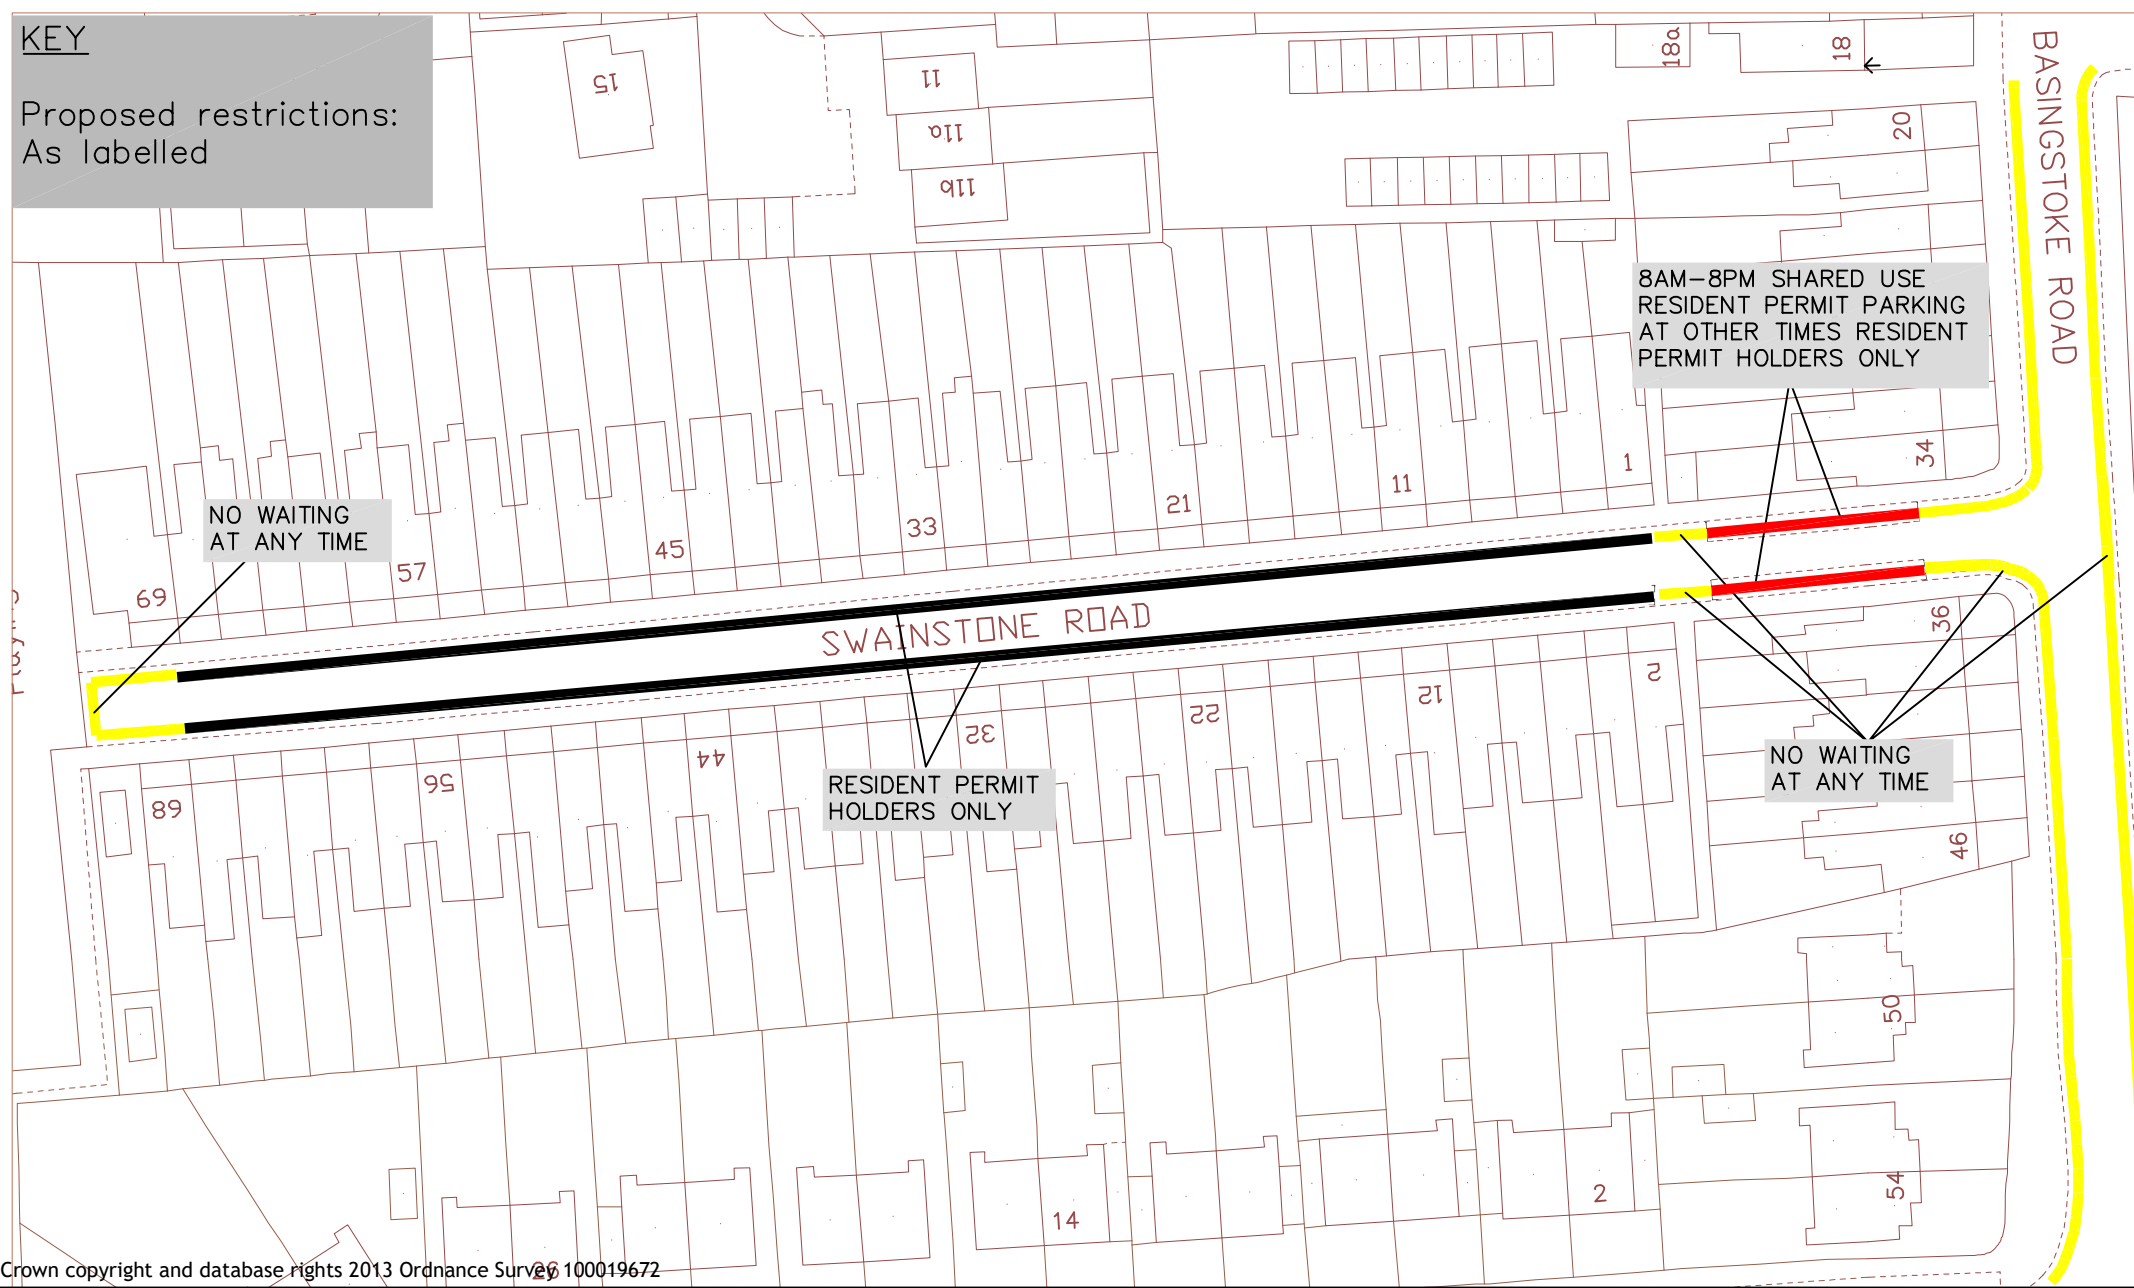 KEY
Proposed restrictions:
As labelled
15
11
11a
11b
18a
18
20
BASINGSTOKE ROAD
8AM-8PM SHARED USE
RESIDENT PERMIT PARKING
AT OTHER TIMES RESIDENT
PERMIT HOLDERS ONLY
34
1
11
21
33
45
57
69
NO WAITING
AT ANY TIME
SWAINSTONE ROAD
36
2
12
22
32
44
56
68
RESIDENT PERMIT
HOLDERS ONLY
NO WAITING
AT ANY TIME
46
50
54
2
14
26
Crown copyright and database rights 2013 Ordnance Survey 100019672